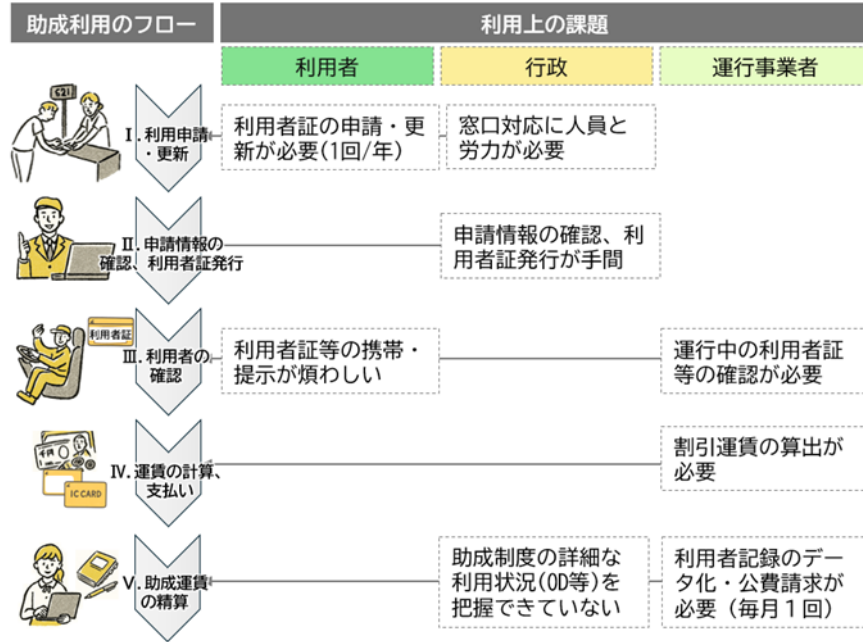 助成利用のフロー
利用上の課題
利用者
行政
運行事業者
Ⅰ.利用申請
・更新
利用者証の申請・更
新が必要(1回/年)
窓口対応に人員と
労力が必要
Ⅱ.申請情報の
確認、利用者証発行
申請情報の確認、利
用者証発行が手間
利用者証
Ⅲ.利用者の
確認
利用者証等の携帯・
提示が煩わしい
運行中の利用者証
等の確認が必要
IC CARD
Ⅳ.運賃の計算、
支払い
割引運賃の算出が
必要
Ⅴ.助成運賃
の精算
助成制度の詳細な
利用状況(OD等)を
把握できていない
利用者記録のデー
タ化・公費請求が
必要（毎月１回）